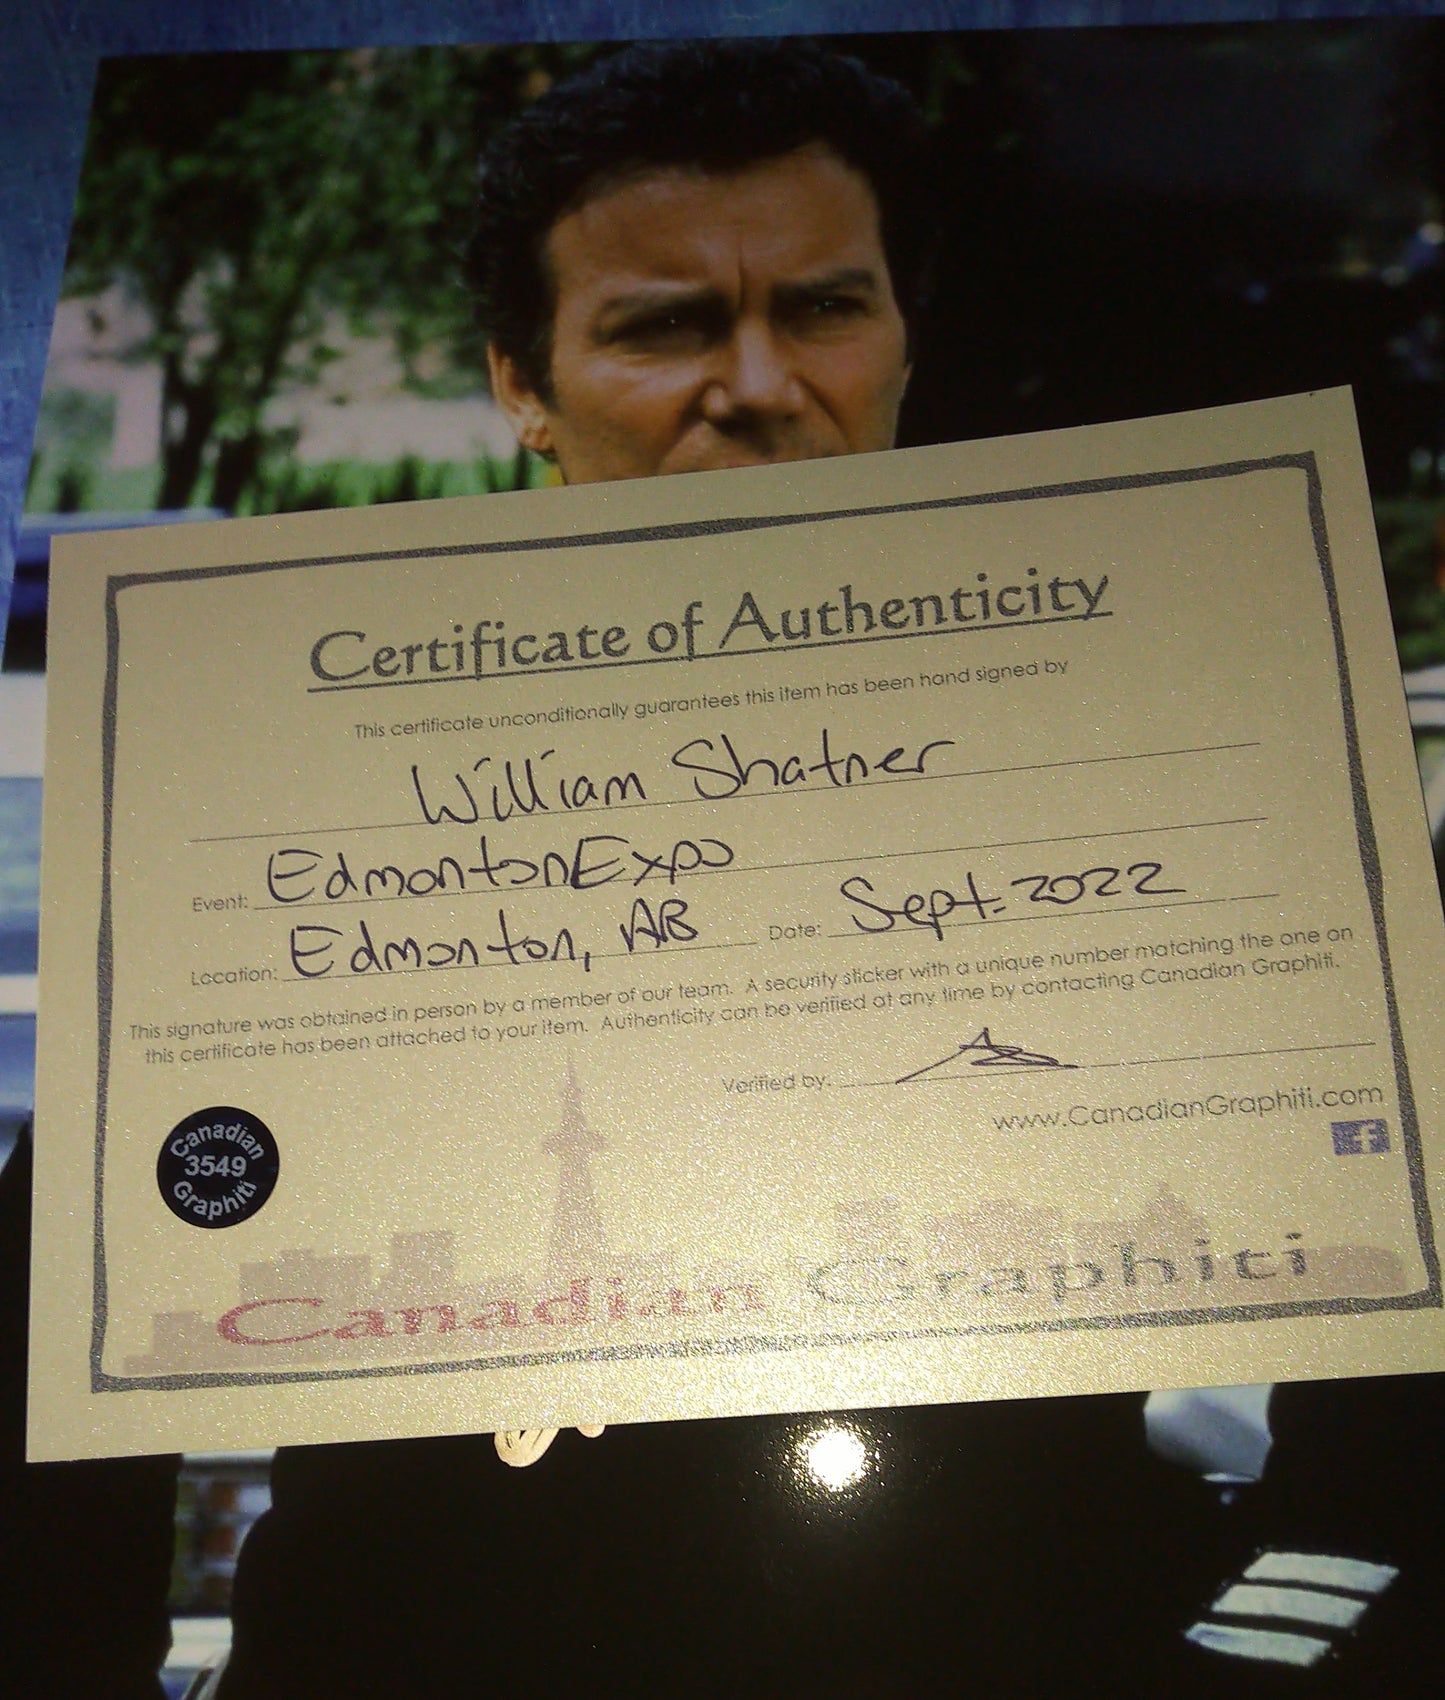 Certificate of Authenticity
This certificate unconditionally guarantees this item has been hand signed by
William Shatner
Event: EdmontonExpo
Location: Edmonton, AB Date: Sept. 2022
This signature was obtained in person by a member of our team. A security sticker with a unique number matching the one on
this certificate has been attached to your item. Authenticity can be verified at any time by contacting Canadian Graphiti.
Verified by:
www.CanadianGraphiti.com
f
Canadian
3549
Graphiti
Canadian Graphiti